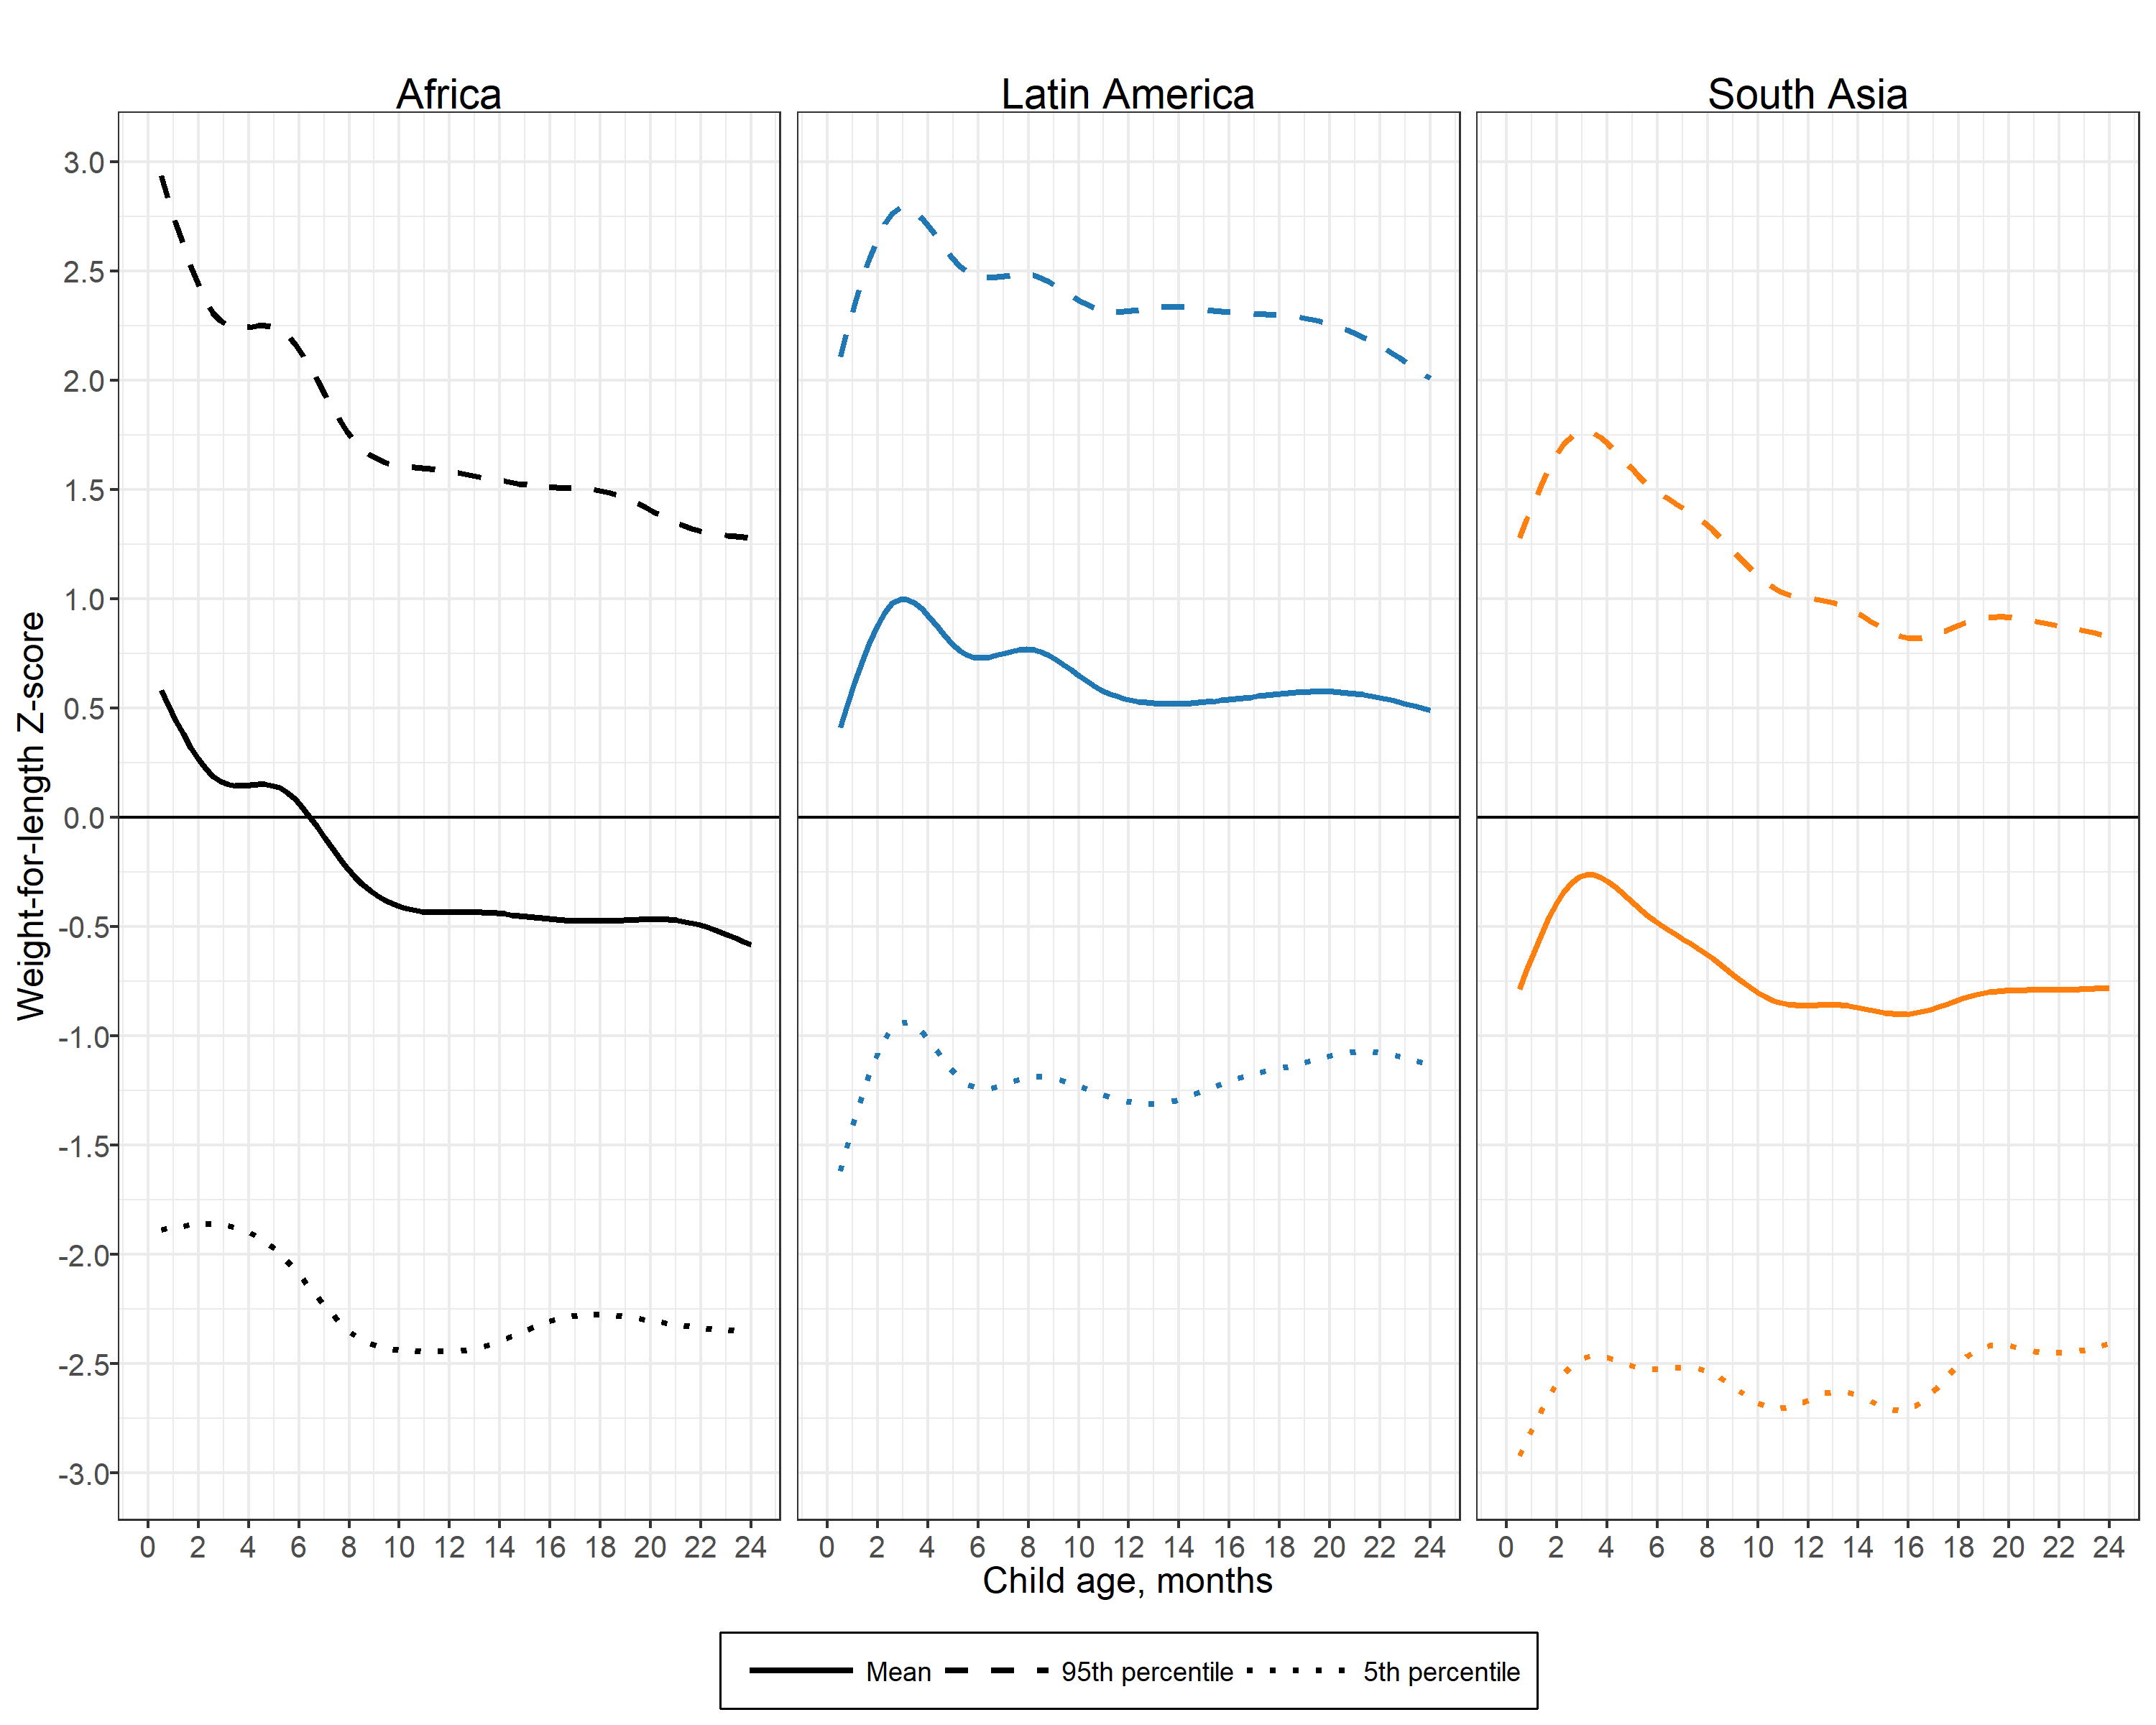 Africa
Latin America
South Asia
Weight-for-length Z-score
3.0
2.5
2.0
1.5
1.0
0.5
0.0
-0.5
-1.0
-1.5
-2.0
-2.5
-3.0
0 2 4 6 8 10 12 14 16 18 20 22 24
0 2 4 6 8 10 12 14 16 18 20 22 24
0 2 4 6 8 10 12 14 16 18 20 22 24
Child age, months
Mean 95th percentile 5th percentile